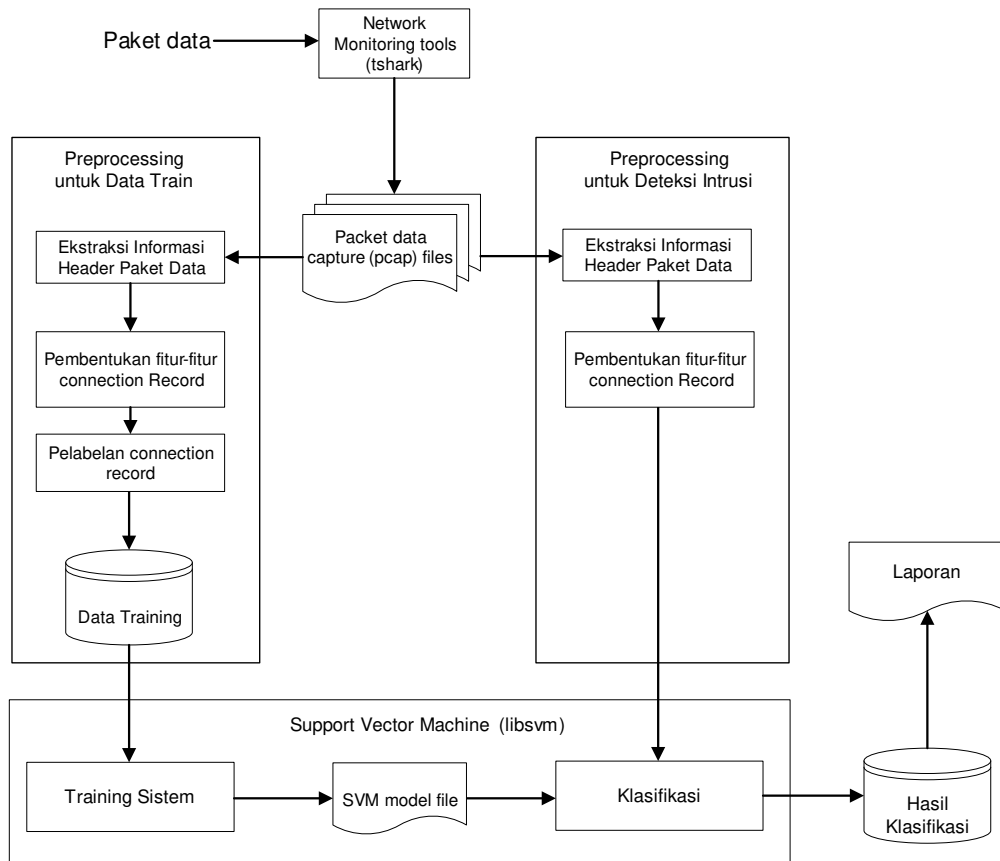 Paket data
Network
Monitoring tools
(tshark)
Preprocessing
untuk Data Train
Preprocessing
untuk Deteksi Intrusi
Ekstraksi Informasi
Header Paket Data
Packet data
capture (pcap) files
Ekstraksi Informasi
Header Paket Data
Pembentukan fitur-fitur
connection Record
Pembentukan fitur-fitur
connection Record
Pelabelan connection
record
Data Training
Laporan
Support Vector Machine (libsvm)
Training Sistem
SVM model file
Klasifikasi
Hasil
Klasifikasi